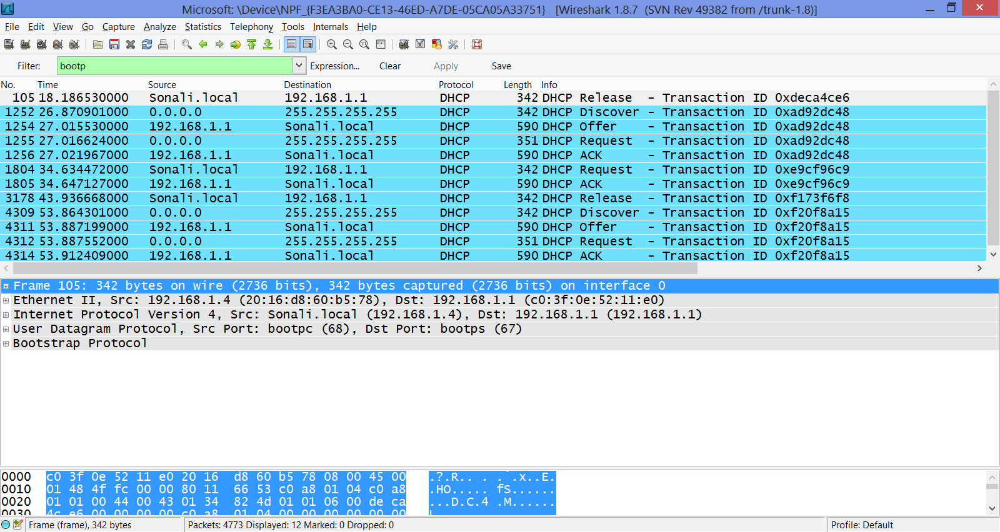 Microsoft: \Device\NPF_{F3EA3BA0-CE13-46ED-A7DE-05CA05A33751} [Wireshark 1.8.7 (SVN Rev 49382 from /trunk-1.8)]
File Edit View Go Capture Analyze Statistics Telephony Tools Internals Help
Filter: bootp Expression... Clear Apply Save
No. Time Source Destination Protocol Length Info
105 18.186530000 Sonali.local 192.168.1.1 DHCP 342 DHCP Release - Transaction ID 0xdeca4ce6
1252 26.870901000 0.0.0.0 255.255.255.255 DHCP 342 DHCP Discover - Transaction ID 0xad92dc48
1254 27.015530000 192.168.1.1 Sonali.local DHCP 590 DHCP Offer - Transaction ID 0xad92dc48
1255 27.016624000 0.0.0.0 255.255.255.255 DHCP 351 DHCP Request - Transaction ID 0xad92dc48
1256 27.021967000 192.168.1.1 Sonali.local DHCP 590 DHCP ACK - Transaction ID 0xad92dc48
1804 34.634472000 Sonali.local 192.168.1.1 DHCP 342 DHCP Request - Transaction ID 0xe9cf96c9
1805 34.647127000 192.168.1.1 Sonali.local DHCP 590 DHCP ACK - Transaction ID 0xe9cf96c9
3178 43.936668000 Sonali.local 192.168.1.1 DHCP 342 DHCP Release - Transaction ID 0xf173f6f8
4309 53.864301000 0.0.0.0 255.255.255.255 DHCP 342 DHCP Discover - Transaction ID 0xf20f8a15
4311 53.887199000 192.168.1.1 Sonali.local DHCP 590 DHCP Offer - Transaction ID 0xf20f8a15
4312 53.887552000 0.0.0.0 255.255.255.255 DHCP 351 DHCP Request - Transaction ID 0xf20f8a15
4314 53.912409000 192.168.1.1 Sonali.local DHCP 590 DHCP ACK - Transaction ID 0xf20f8a15
Frame 105: 342 bytes on wire (2736 bits), 342 bytes captured (2736 bits) on interface 0
Ethernet II, Src: 192.168.1.4 (20:16:d8:60:b5:78), Dst: 192.168.1.1 (c0:3f:0e:52:11:e0)
Internet Protocol Version 4, Src: Sonali.local (192.168.1.4), Dst: 192.168.1.1 (192.168.1.1)
User Datagram Protocol, Src Port: bootpc (68), Dst Port: bootps (67)
Bootstrap Protocol
0000 c0 3f 0e 52 11 e0 20 16 d8 60 b5 78 08 00 45 00 .?.R.. . .`.x..E.
0010 01 48 4f fc 00 00 80 11 66 53 c0 a8 01 04 c0 a8 .HO..... fS......
0020 01 01 00 44 00 43 01 34 82 4d 01 01 06 00 de ca ...D.C.4 .M......
0030 4c e6 00 00 00 00 c0 a8 01 04 00 00 00 00 00 00 L
Frame (frame), 342 bytes Packets: 4773 Displayed: 12 Marked: 0 Dropped: 0 Profile: Default